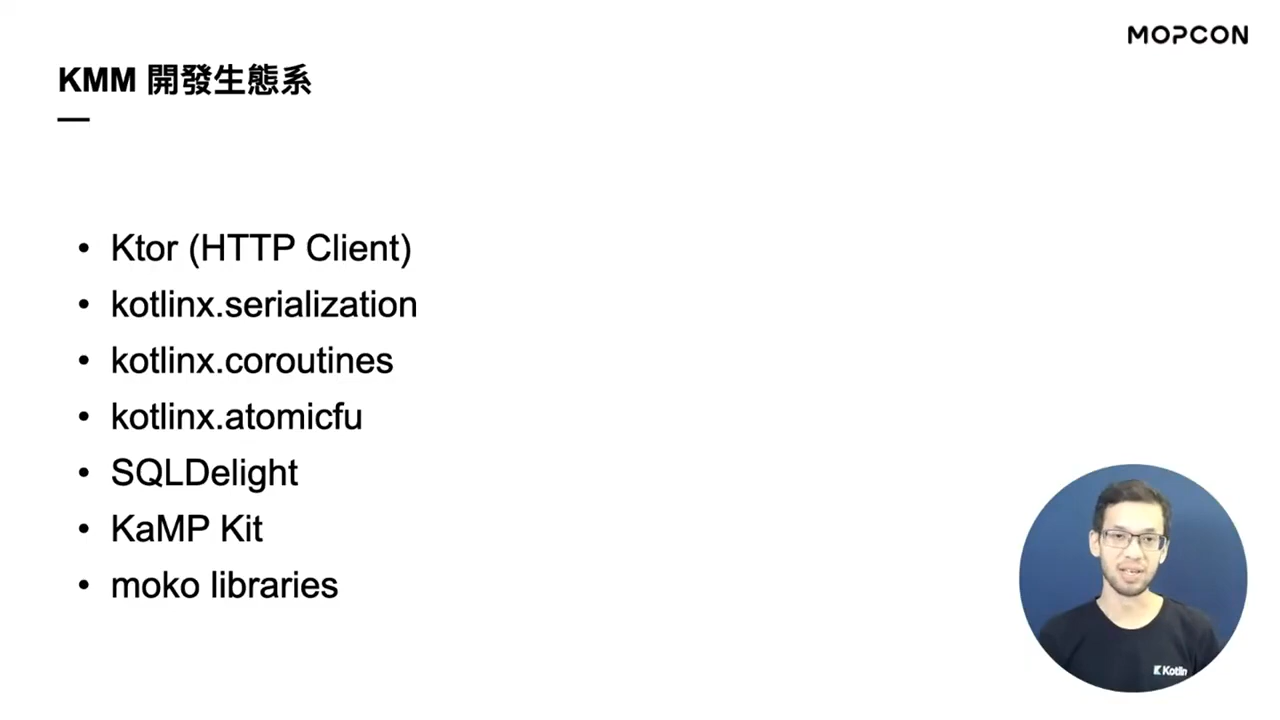 MOPCON
KMM 開發生態系
• Ktor (HTTP Client)
• kotlinx.serialization
• kotlinx.coroutines
• kotlinx.atomicfu
• SQLDelight
• KaMP Kit
• moko libraries
Kotlin